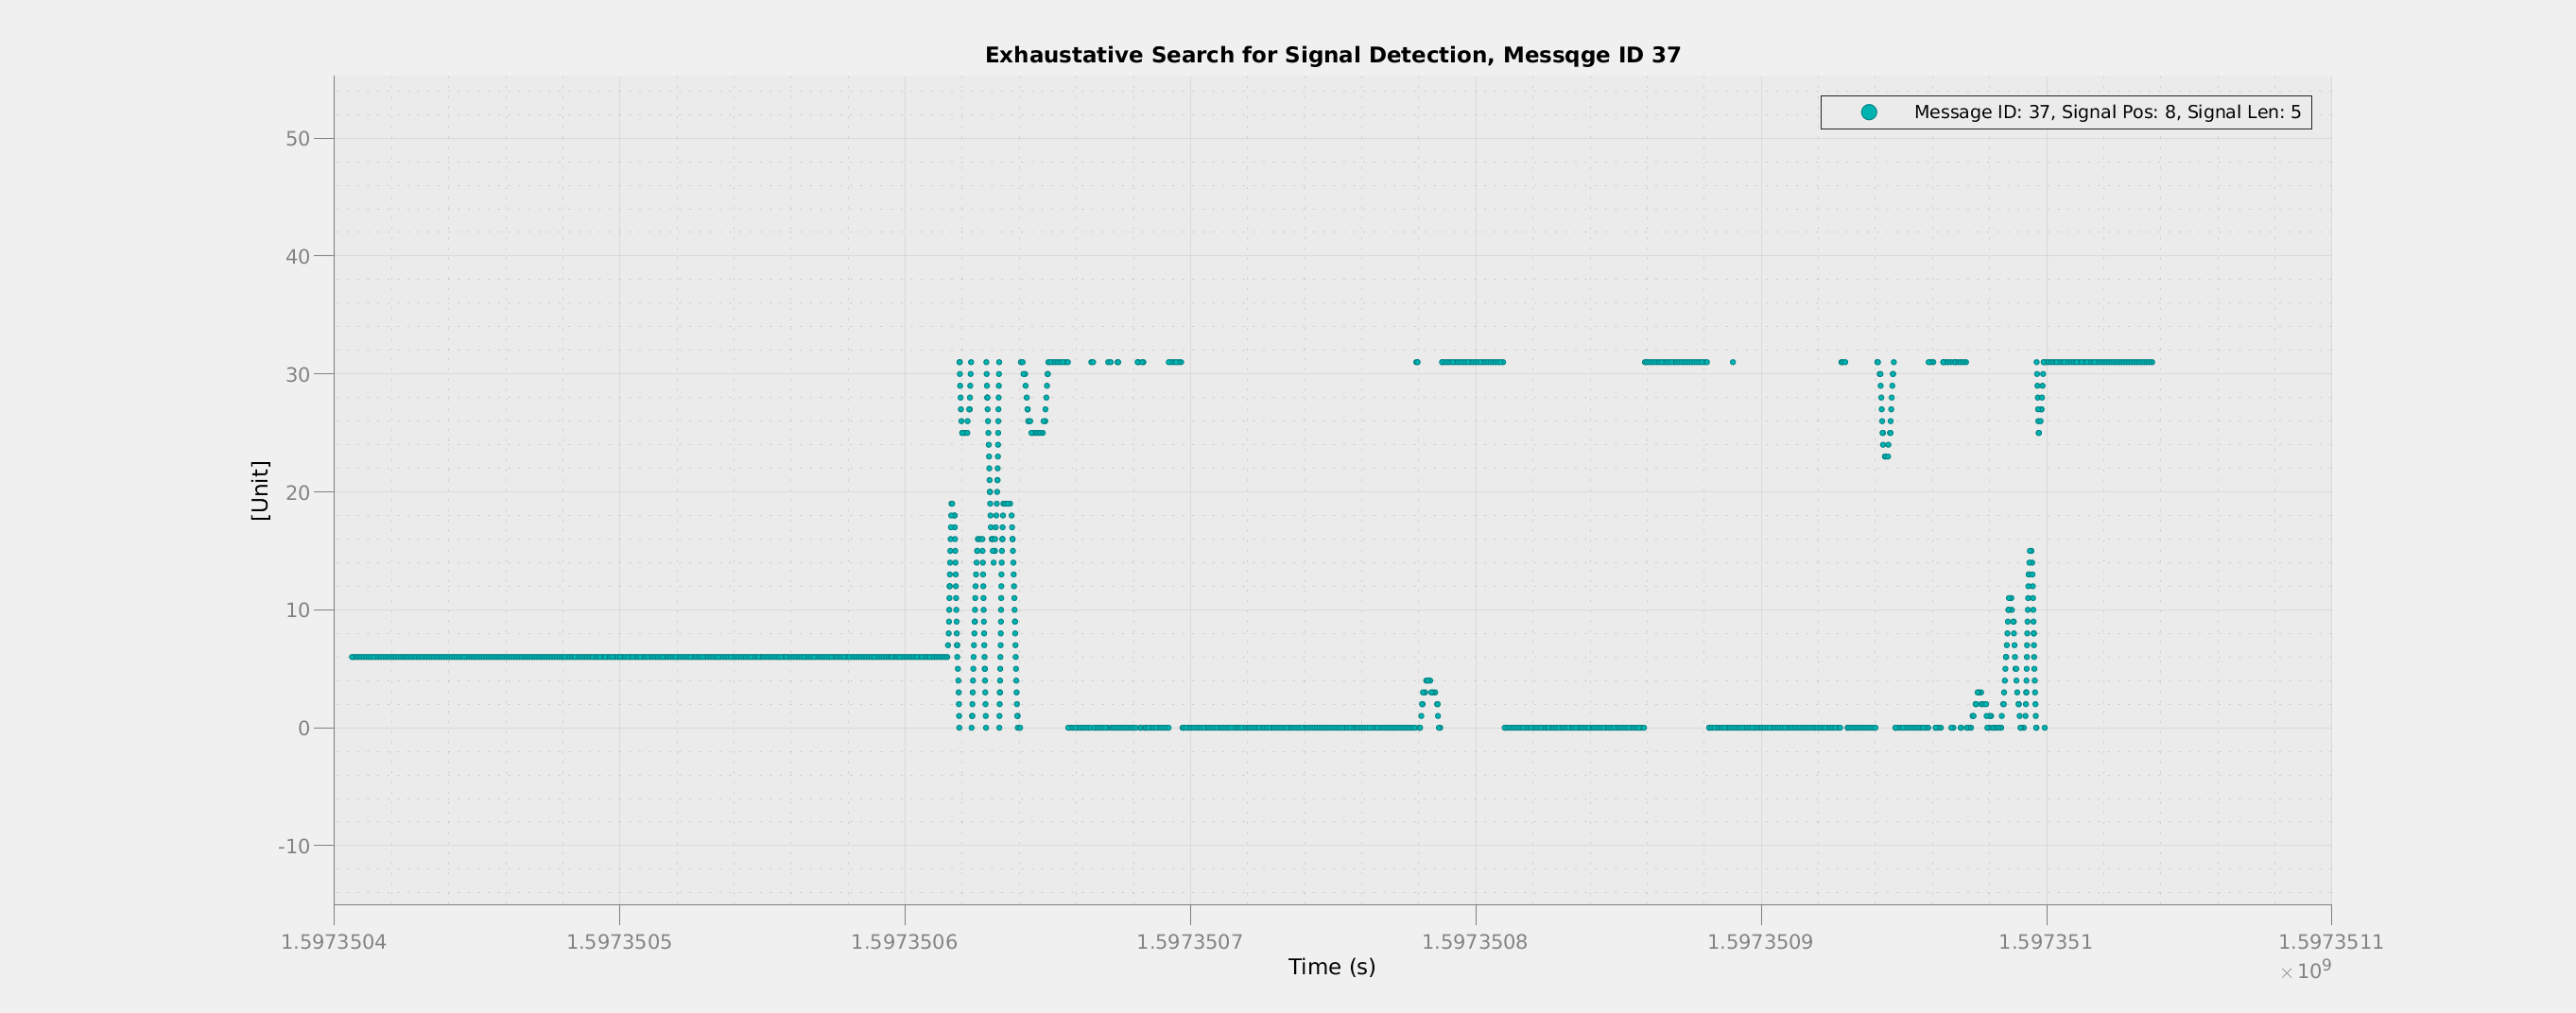 Exhaustative Search for Signal Detection, Messqge ID 37
Message ID: 37, Signal Pos: 8, Signal Len: 5
50
40
30
20
10
0
-10
[Unit]
1.5973504 1.5973505 1.5973506 1.5973507 1.5973508 1.5973509 1.597351 1.5973511
Time (s)
× 10⁹